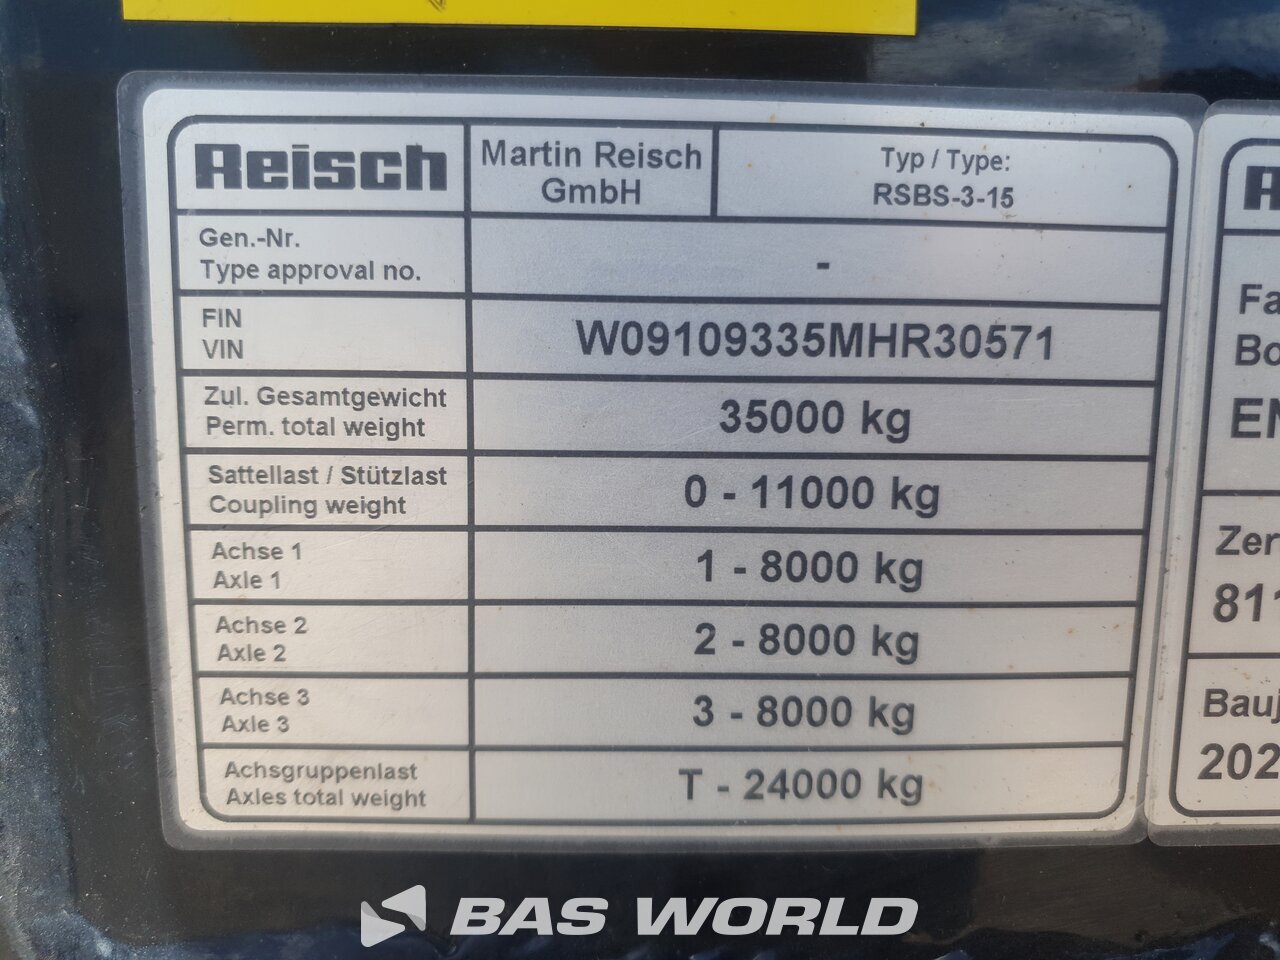 Reisch
Martin Reisch
GmbH
Typ / Type:
RSBS-3-15
Gen.-Nr.
Type approval no.
-
FIN
VIN
W09109335MHR30571
Zul. Gesamtgewicht
Perm. total weight
35000 kg
Sattellast / Stützlast
Coupling weight
0 - 11000 kg
Achse 1
Axle 1
1 - 8000 kg
Achse 2
Axle 2
2 - 8000 kg
Achse 3
Axle 3
3 - 8000 kg
Achsgruppenlast
Axles total weight
T - 24000 kg
BAS WORLD